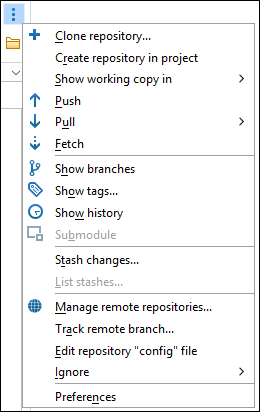 Clone repository...
Create repository in project
Show working copy in
Push
Pull
Fetch
Show branches
Show tags...
Show history
Submodule
Stash changes...
List stashes...
Manage remote repositories...
Track remote branch...
Edit repository "config" file
Ignore
Preferences